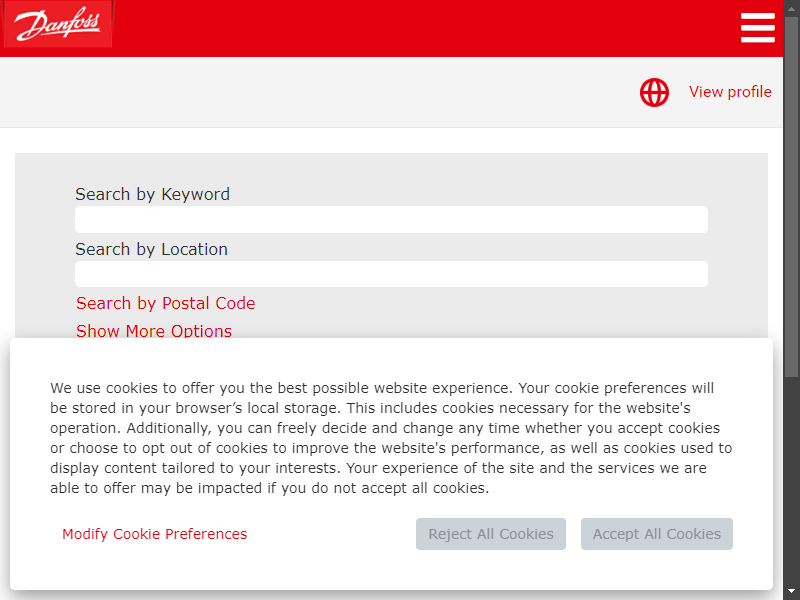 Danfoss
View profile
Search by Keyword
Search by Location
Search by Postal Code
Show More Options
We use cookies to offer you the best possible website experience. Your cookie preferences will
be stored in your browser’s local storage. This includes cookies necessary for the website's
operation. Additionally, you can freely decide and change any time whether you accept cookies
or choose to opt out of cookies to improve the website's performance, as well as cookies used to
display content tailored to your interests. Your experience of the site and the services we are
able to offer may be impacted if you do not accept all cookies.
Modify Cookie Preferences
Reject All Cookies
Accept All Cookies